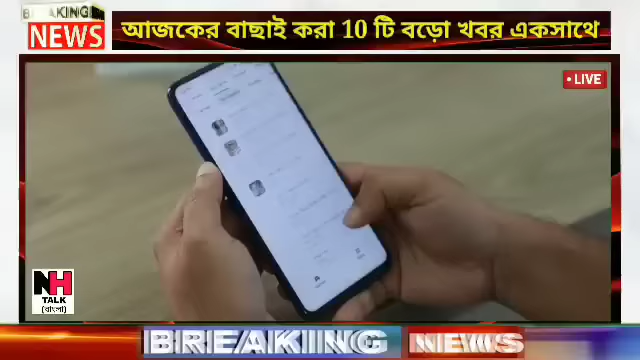 BREAKING
NEWS
আজকের বাছাই করা 10 টি বড়ো খবর একসাথে
LIVE
NH
TALK
(বাংলা)
BREAKING NEWS